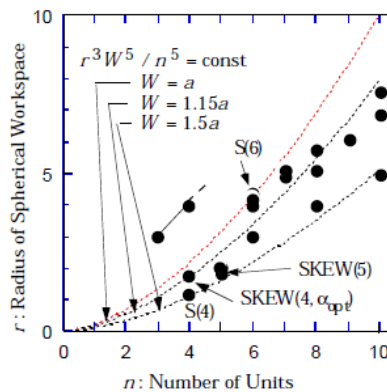 10
r³W⁵ / n⁵ = const
W = a
W = 1.15a
W = 1.5a
S(6)
5
SKEW(5)
SKEW(4, αopt)
S(4)
0
0 2 4 6 8 10
r : Radius of Spherical Workspace
n : Number of Units